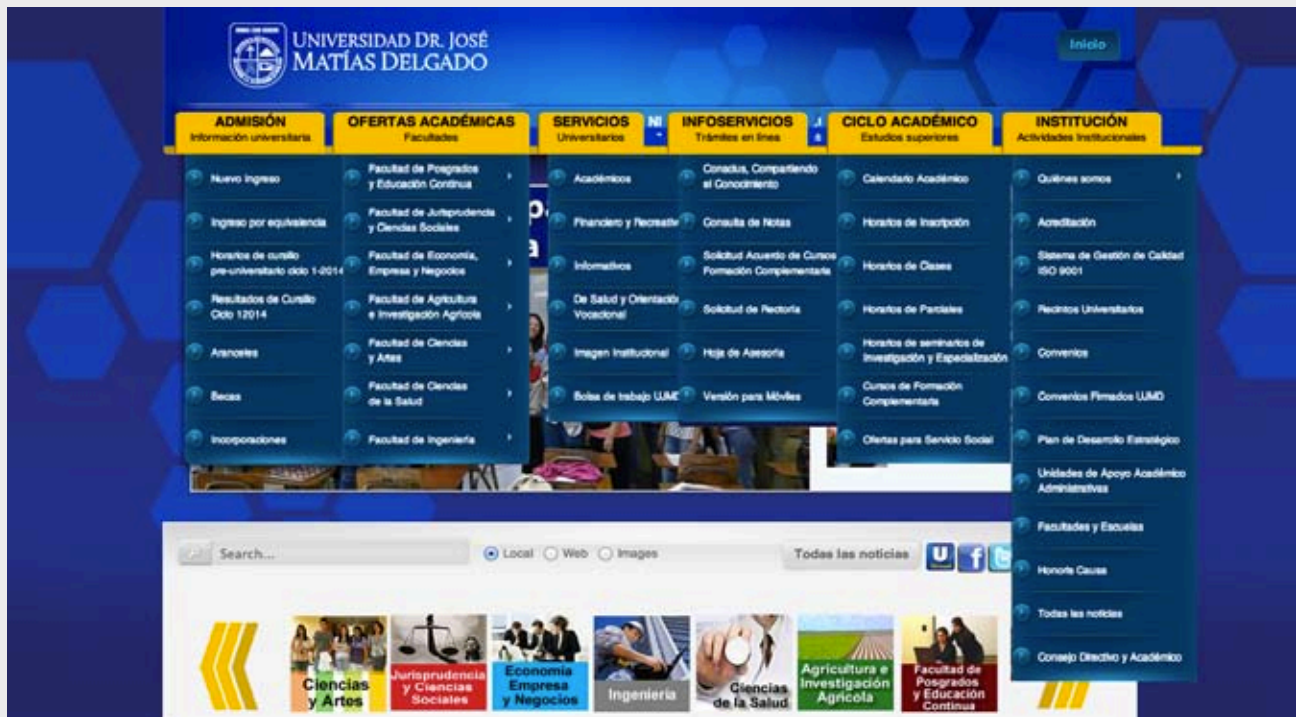 UNIVERSIDAD DR. JOSÉ
MATÍAS DELGADO
Inicio
ADMISIÓN
Información universitaria
Nuevo Ingreso
Ingreso por equivalencia
Horarios de cursillo
pre-universitario ciclo 1-2014
Resultados de Cursillo
Ciclo 12014
Aranceles
Becas
Incorporaciones
OFERTAS ACADÉMICAS
Facultades
Facultad de Posgrados
y Educación Continua
Facultad de Jurisprudencia
y Ciencias Sociales
Facultad de Economía,
Empresa y Negocios
Facultad de Agricultura
e Investigación Agrícola
Facultad de Ciencias
y Artes
Facultad de Ciencias
de la Salud
Facultad de Ingeniería
SERVICIOS
Universitarios
Académicos
Financiero y Recreativ
Informativos
De Salud y Orientación
Vocacional
Imagen Institucional
Bolsa de trabajo UJMD
INFOSERVICIOS
Trámites en línea
Conscius, Compartiendo
el Conocimiento
Consulta de Notas
Solicitud Acuerdo de Cursos
Formación Complementaria
Solicitud de Rectoría
Hoja de Asesoría
Versión para Móviles
CICLO ACADÉMICO
Estudios superiores
Calendario Académico
Horarios de Inscripción
Horarios de Clases
Horarios de Parciales
Horarios de seminarios de
Investigación y Especialización
Cursos de Formación
Complementaria
Ofertas para Servicio Social
INSTITUCIÓN
Actividades Institucionales
Quiénes somos
Acreditación
Sistema de Gestión de Calidad
ISO 9001
Recintos Universitarios
Convenios
Convenios Firmados UJMD
Plan de Desarrollo Estratégico
Unidades de Apoyo Académico
Administrativas
Facultades y Escuelas
Honoris Causa
Todas las noticias
Consejo Directivo y Académico
Search...
Local
Web
Images
Todas las noticias
Ciencias
y Artes
Jurisprudencia
y Ciencias
Sociales
Economía
Empresa
y Negocios
Ingeniería
Ciencias
de la Salud
Agricultura e
Investigación
Agrícola
Facultad de
Posgrados
y Educación
Continua